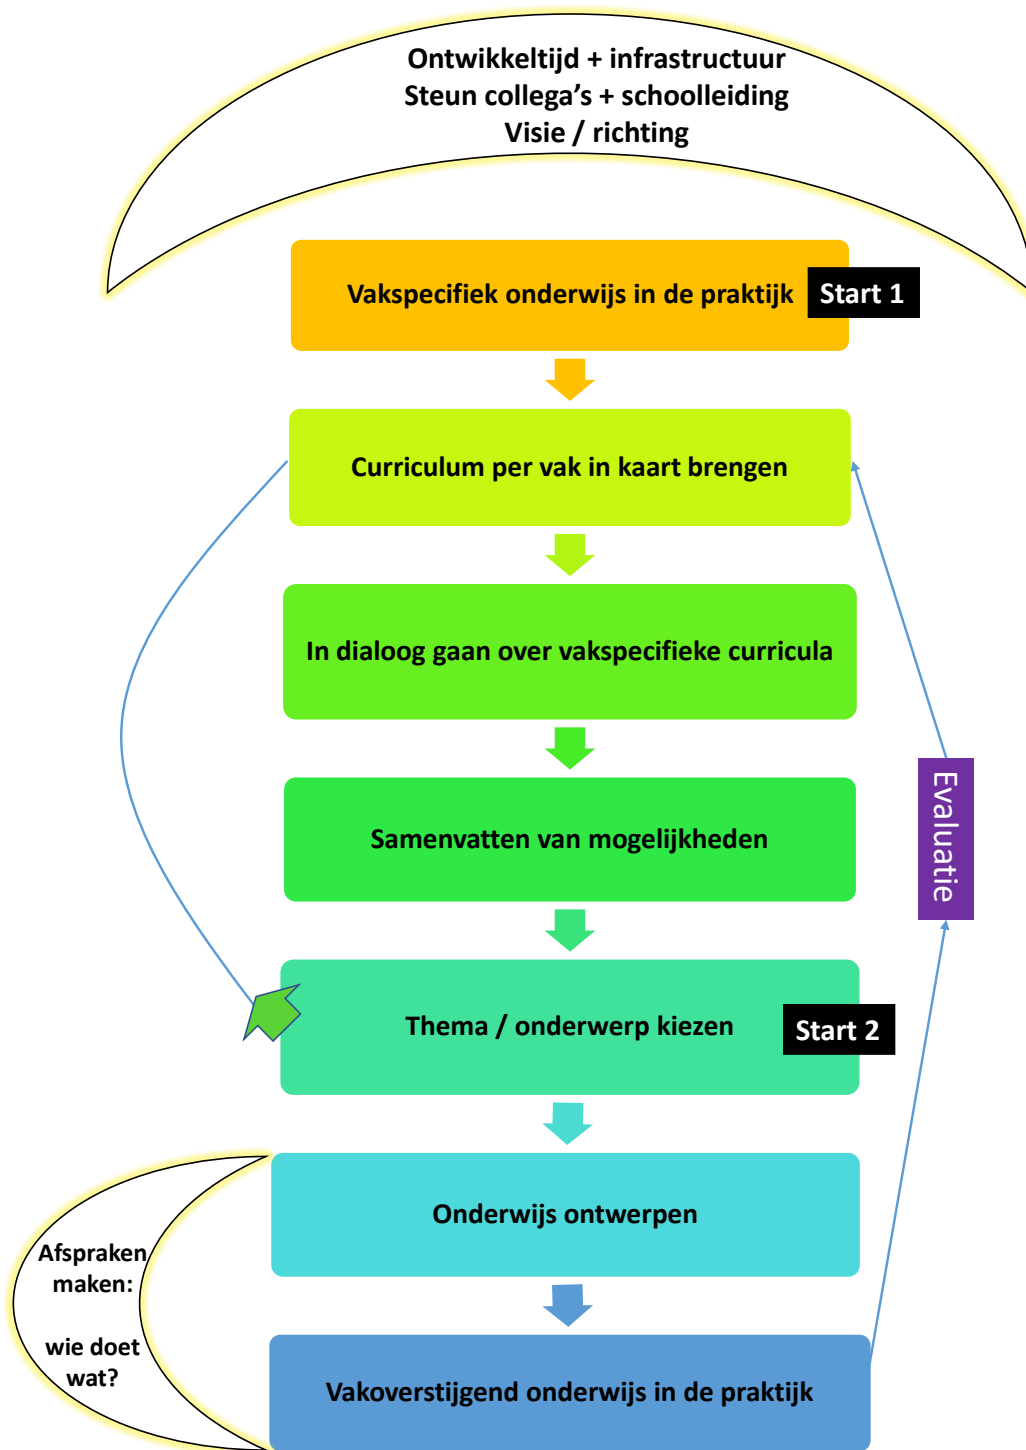 Ontwikkeltijd + infrastructuur
Steun collega’s + schoolleiding
Visie / richting
Vakspecifiek onderwijs in de praktijk
Start 1
Curriculum per vak in kaart brengen
In dialoog gaan over vakspecifieke curricula
Samenvatten van mogelijkheden
Evaluatie
Thema / onderwerp kiezen
Start 2
Onderwijs ontwerpen
Afspraken
maken:
wie doet
wat?
Vakoverstijgend onderwijs in de praktijk